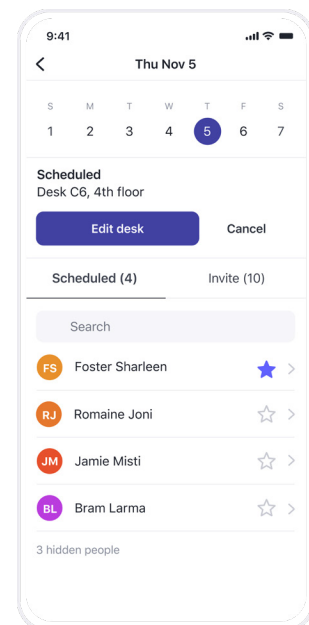 9:41
Thu Nov 5
S M T W T F S
1 2 3 4 5 6 7
Scheduled
Desk C6, 4th floor
Edit desk Cancel
Scheduled (4) Invite (10)
Search
FS Foster Sharleen
RJ Romaine Joni
JM Jamie Misti
BL Bram Larma
3 hidden people